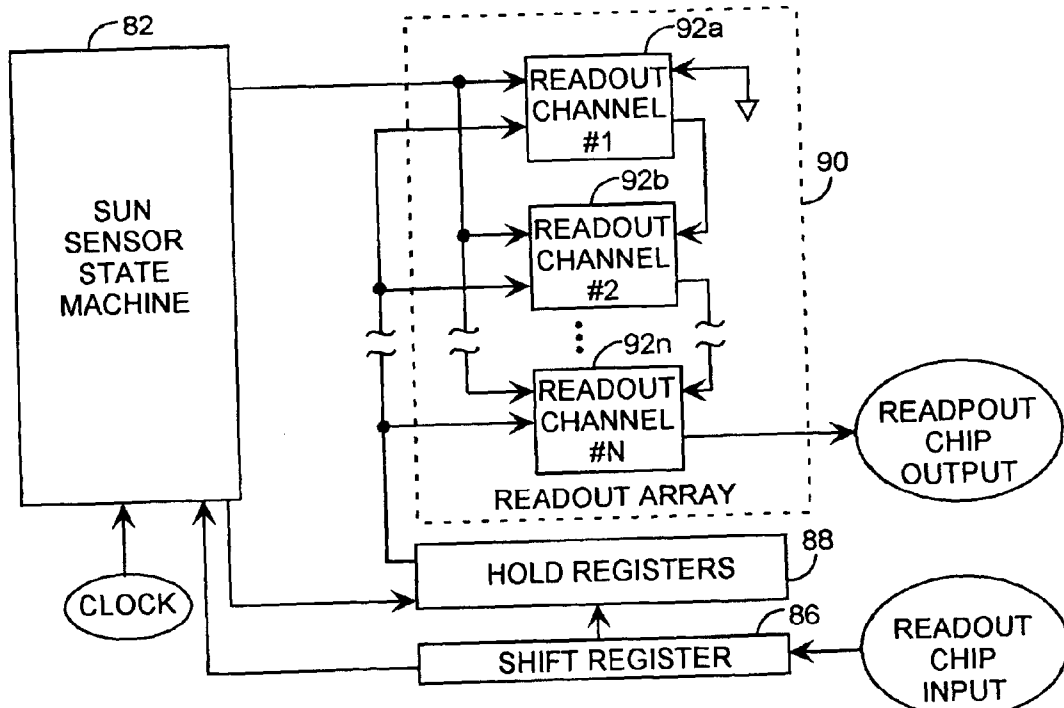 82
SUN
SENSOR
STATE
MACHINE
92a
READOUT
CHANNEL
#1
92b
READOUT
CHANNEL
#2
92n
READOUT
CHANNEL
#N
READOUT ARRAY
90
READPOUT
CHIP
OUTPUT
HOLD REGISTERS
88
CLOCK
86
SHIFT REGISTER
READOUT
CHIP
INPUT